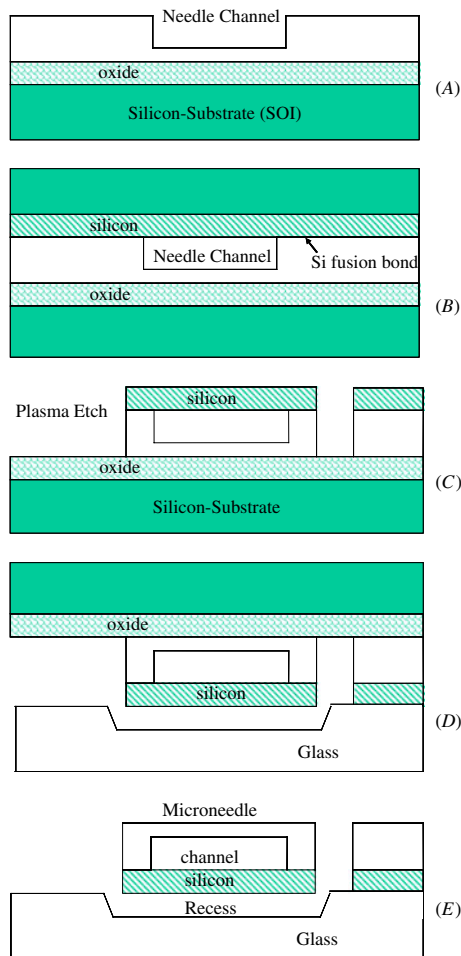 Needle Channel
oxide
Silicon-Substrate (SOI)
(A)
silicon
Needle Channel
Si fusion bond
oxide
(B)
silicon
Plasma Etch
oxide
(C)
Silicon-Substrate
oxide
silicon
(D)
Glass
Microneedle
channel
silicon
Recess
(E)
Glass